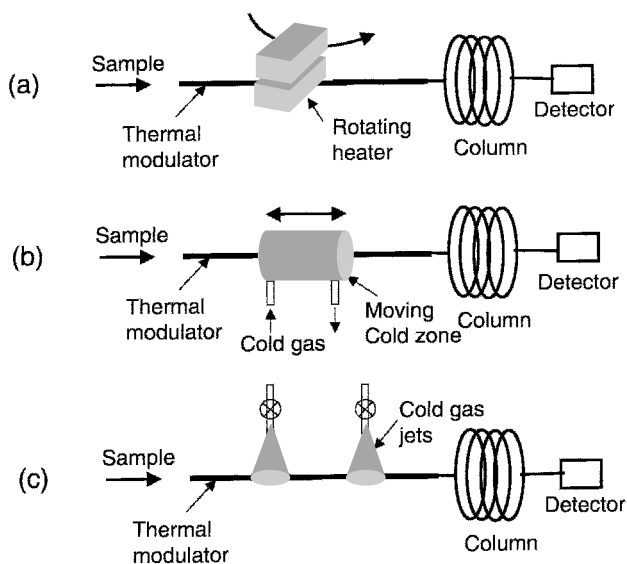 (a)
Sample
Thermal
modulator
Rotating
heater
Column
Detector
(b)
Sample
Thermal
modulator
Cold gas
Moving
Cold zone
Column
Detector
(c)
Sample
Thermal
modulator
Cold gas
jets
Column
Detector